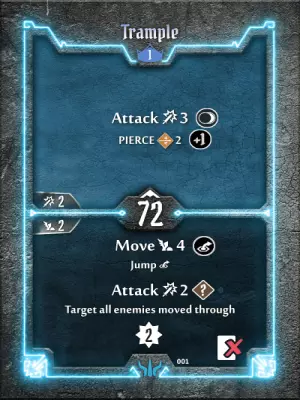 Trample
1
Attack 3
PIERCE 2 +1
2
72
2
Move 4
Jump
Attack 2 ?
Target all enemies moved through
2
001